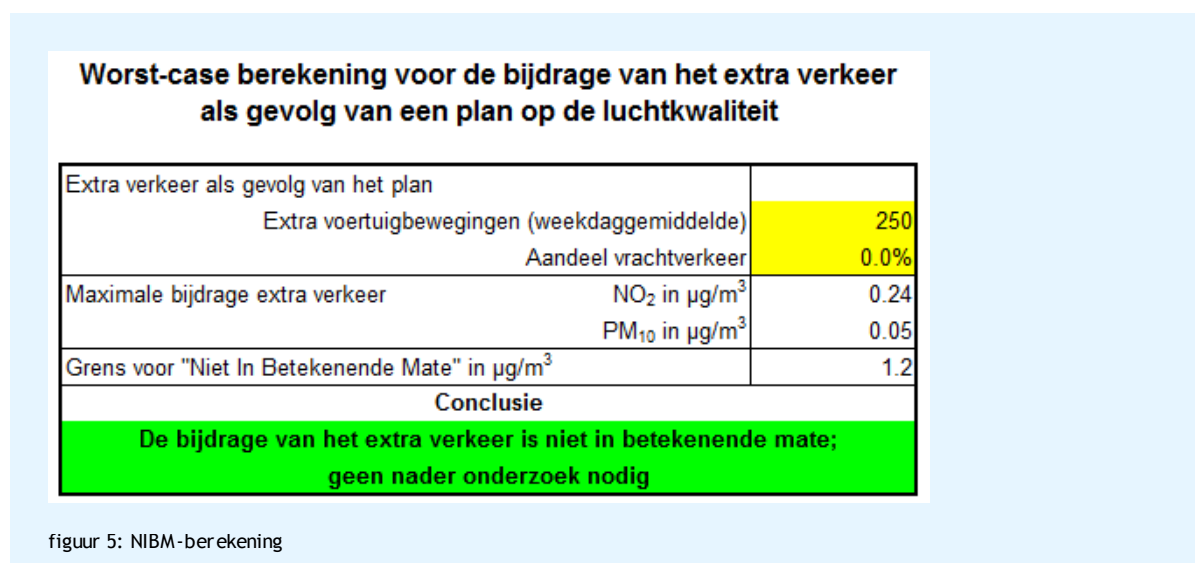 Worst-case berekening voor de bijdrage van het extra verkeer
als gevolg van een plan op de luchtkwaliteit
Extra verkeer als gevolg van het plan
Extra voertuigbewegingen (weekdaggemiddelde) 250
Aandeel vrachtverkeer 0.0%
Maximale bijdrage extra verkeer NO₂ in µg/m³ 0.24
PM₁₀ in µg/m³ 0.05
Grens voor "Niet In Betekenende Mate" in µg/m³ 1.2
Conclusie
De bijdrage van het extra verkeer is niet in betekenende mate;
geen nader onderzoek nodig
figuur 5: NIBM-berekening